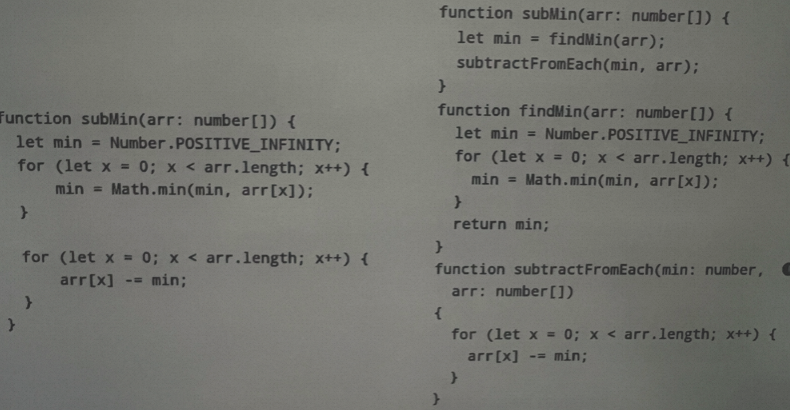 function subMin(arr: number[]) {
let min = Number.POSITIVE_INFINITY;
for (let x = 0; x < arr.length; x++) {
min = Math.min(min, arr[x]);
}
for (let x = 0; x < arr.length; x++) {
arr[x] -= min;
}
}
function subMin(arr: number[]) {
let min = findMin(arr);
subtractFromEach(min, arr);
}
function findMin(arr: number[]) {
let min = Number.POSITIVE_INFINITY;
for (let x = 0; x < arr.length; x++) {
min = Math.min(min, arr[x]);
}
return min;
}
function subtractFromEach(min: number,
arr: number[])
{
for (let x = 0; x < arr.length; x++) {
arr[x] -= min;
}
}